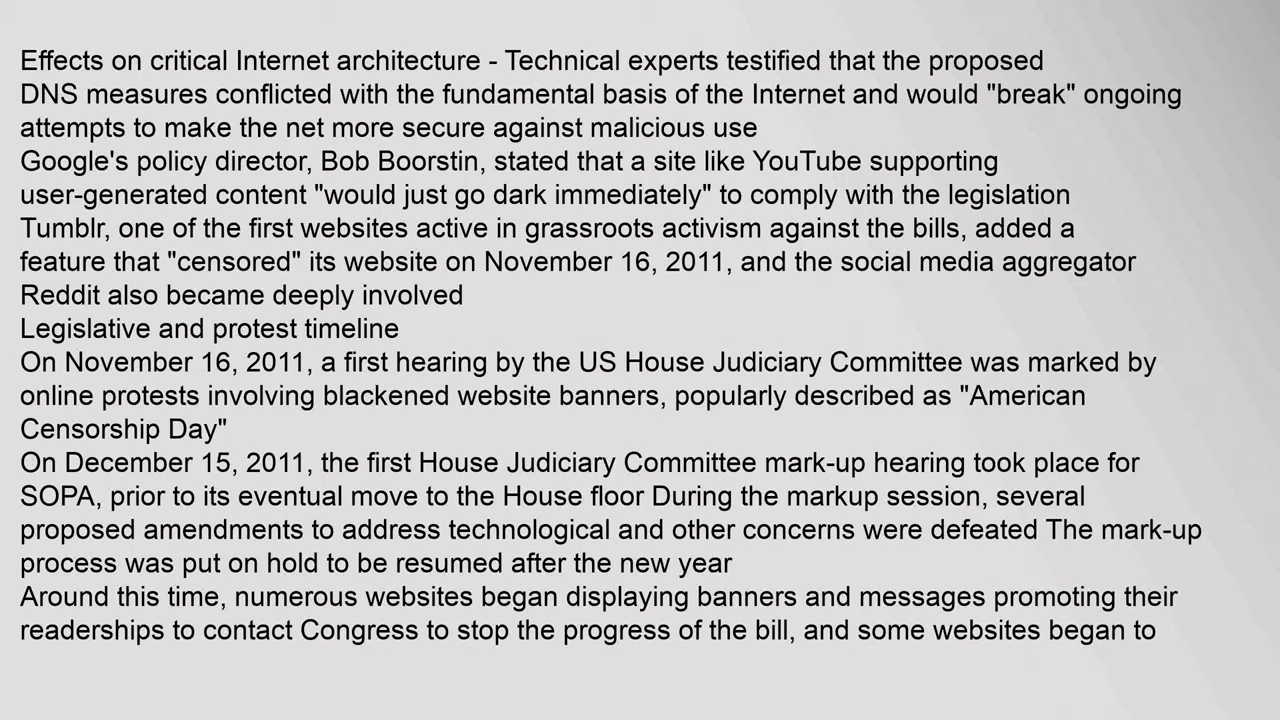 Effects on critical Internet architecture - Technical experts testified that the proposed
DNS measures conflicted with the fundamental basis of the Internet and would "break" ongoing
attempts to make the net more secure against malicious use
Google's policy director, Bob Boorstin, stated that a site like YouTube supporting
user-generated content "would just go dark immediately" to comply with the legislation
Tumblr, one of the first websites active in grassroots activism against the bills, added a
feature that "censored" its website on November 16, 2011, and the social media aggregator
Reddit also became deeply involved
Legislative and protest timeline
On November 16, 2011, a first hearing by the US House Judiciary Committee was marked by
online protests involving blackened website banners, popularly described as "American
Censorship Day"
On December 15, 2011, the first House Judiciary Committee mark-up hearing took place for
SOPA, prior to its eventual move to the House floor During the markup session, several
proposed amendments to address technological and other concerns were defeated The mark-up
process was put on hold to be resumed after the new year
Around this time, numerous websites began displaying banners and messages promoting their
readerships to contact Congress to stop the progress of the bill, and some websites began to